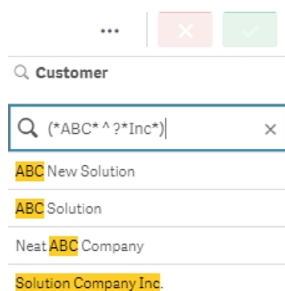 Customer
(*ABC* ^ ?*Inc*)
ABC New Solution
ABC Solution
Neat ABC Company
Solution Company Inc.